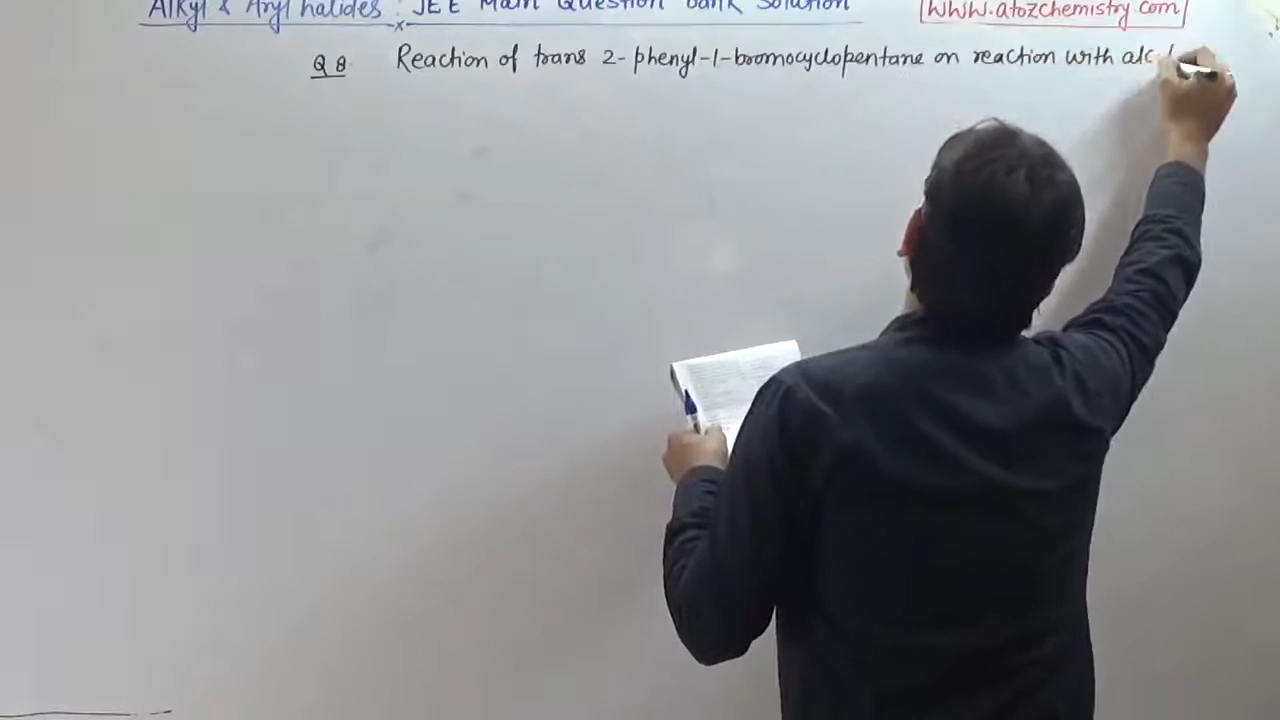 Alkyl & Aryl halides : JEE Main Question Bank Solution
www.atozchemistry.com
Q 8 Reaction of trans 2-phenyl-1-bromocyclopentane on reaction with alc